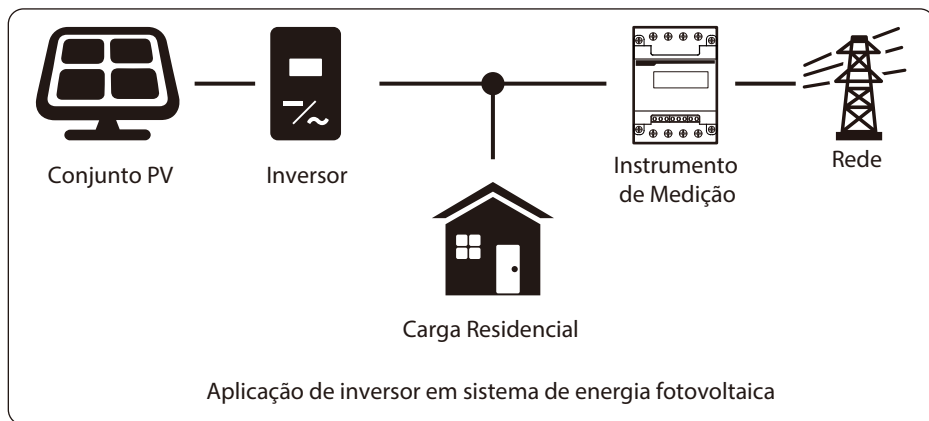 Conjunto PV
Inversor
Instrumento
de Medição
Rede
Carga Residencial
Aplicação de inversor em sistema de energia fotovoltaica